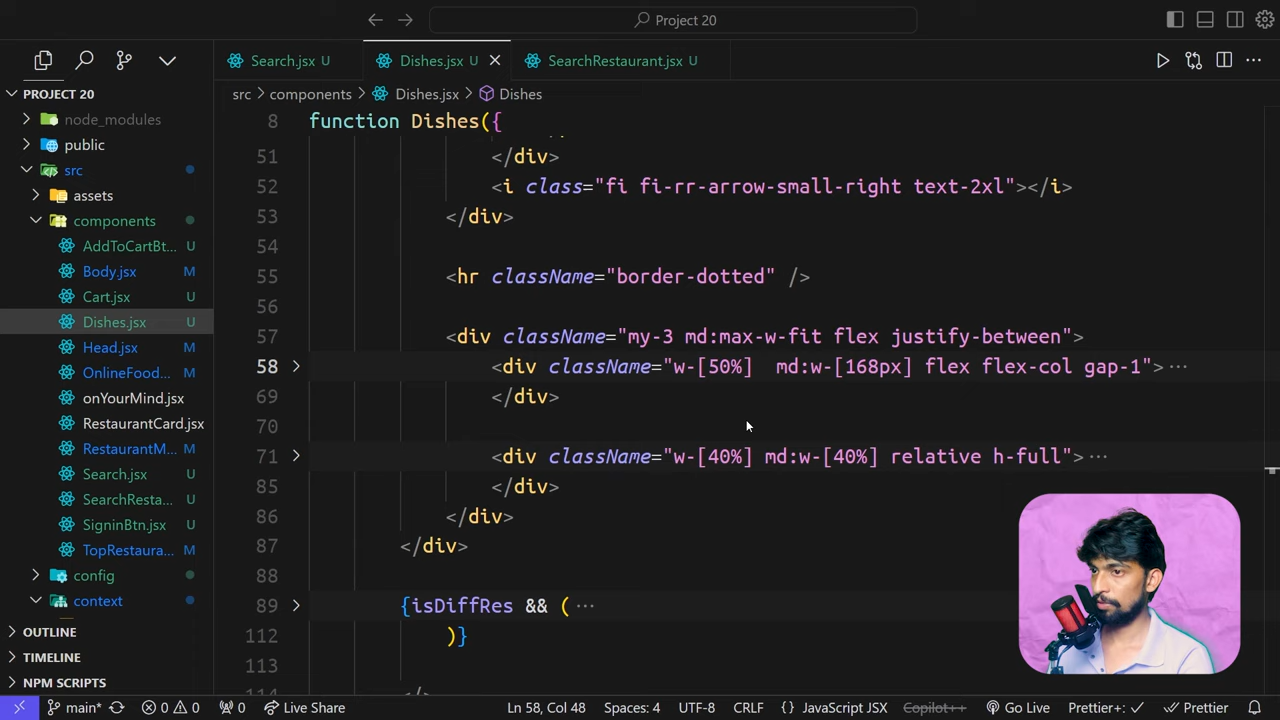 Project 20
Search.jsx U
Dishes.jsx U
SearchRestaurant.jsx U
PROJECT 20
node_modules
public
src
assets
components
AddToCartBt... U
Body.jsx M
Cart.jsx U
Dishes.jsx U
Head.jsx M
OnlineFood... M
onYourMind.jsx
RestaurantCard.jsx
RestaurantM... M
Search.jsx U
SearchResta... U
SigninBtn.jsx U
TopRestaura... M
config
context
OUTLINE
TIMELINE
NPM SCRIPTS
src > components > Dishes.jsx > Dishes
8 function Dishes({
51 </div>
52 <i class="fi fi-rr-arrow-small-right text-2xl"></i>
53 </div>
54
55 <hr className="border-dotted" />
56
57 <div className="my-3 md:max-w-fit flex justify-between">
58 <div className="w-[50%]  md:w-[168px] flex flex-col gap-1">...
69 </div>
70
71 <div className="w-[40%] md:w-[40%] relative h-full">...
85 </div>
86 </div>
87 </div>
88
89 {isDiffRes && (...
112 )}
113
main* 0 0 0 Live Share Ln 58, Col 48 Spaces: 4 UTF-8 CRLF {} JavaScript JSX Copilot++ Go Live Prettier+: Prettier